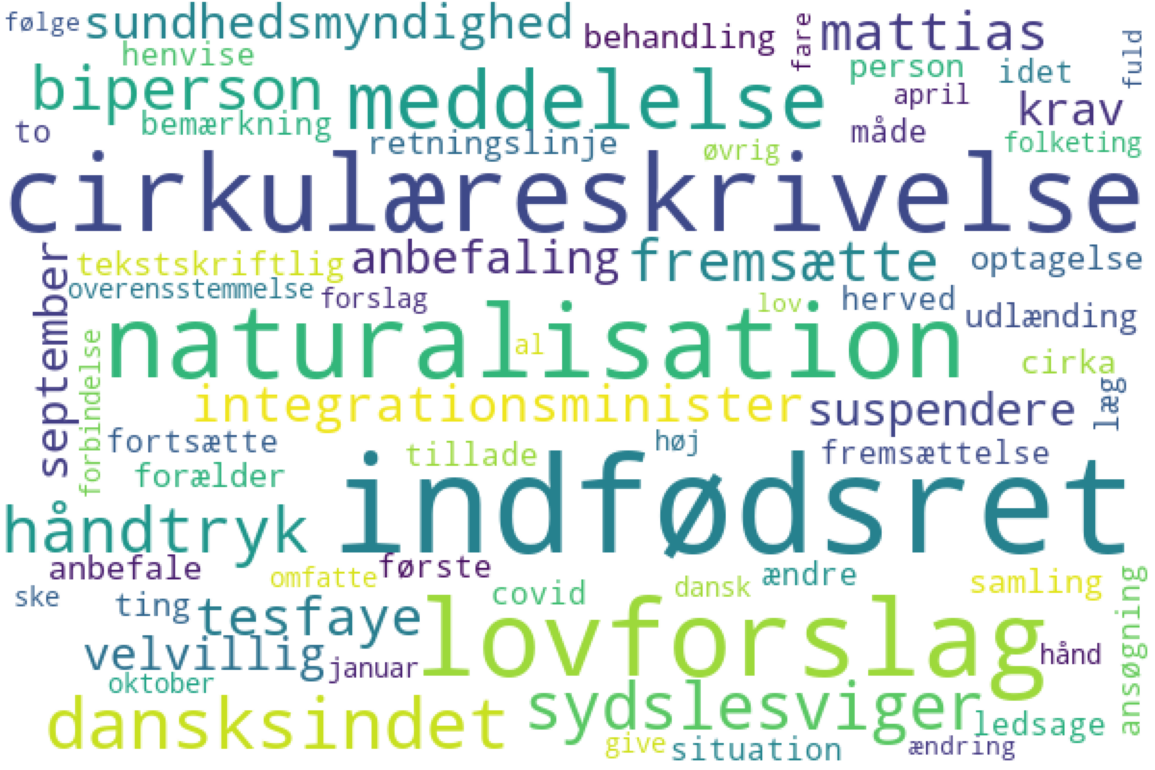 følge sundhedsmyndighed behandling fare mattias fuld
henvise person idet
biperson meddelelse april krav
to bemærkning retningslinje øvrig måde folketing
cirkulæreskrivelse
september tekstskriftlig anbefaling fremsætte optagelse
overensstemmelse forslag lov herved udlænding
forbindelse naturalisation al cirka
integrationsminister suspendere læg
fortsætte tillade høj fremsættelse
forælder
håndtryk indfødsret
anbefale omfatte første covid dansk ændre samling ansøgning
ske ting tesfaye lovforslag
velvillig januar hånd
oktober
dansksindet sydslesviger ledsage
give situation ændring